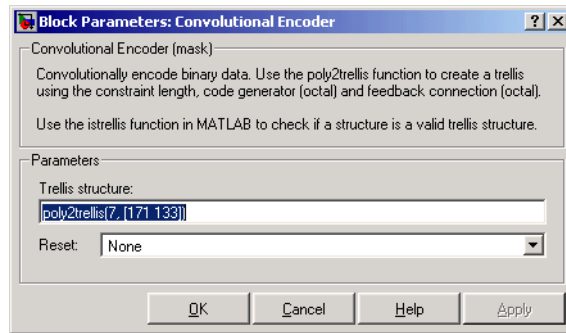 Block Parameters: Convolutional Encoder
Convolutional Encoder (mask)
Convolutionally encode binary data. Use the poly2trellis function to create a trellis
using the constraint length, code generator (octal) and feedback connection (octal).
Use the istrellis function in MATLAB to check if a structure is a valid trellis structure.
Parameters
Trellis structure:
poly2trellis(7, [171 133])
Reset: None
OK Cancel Help Apply